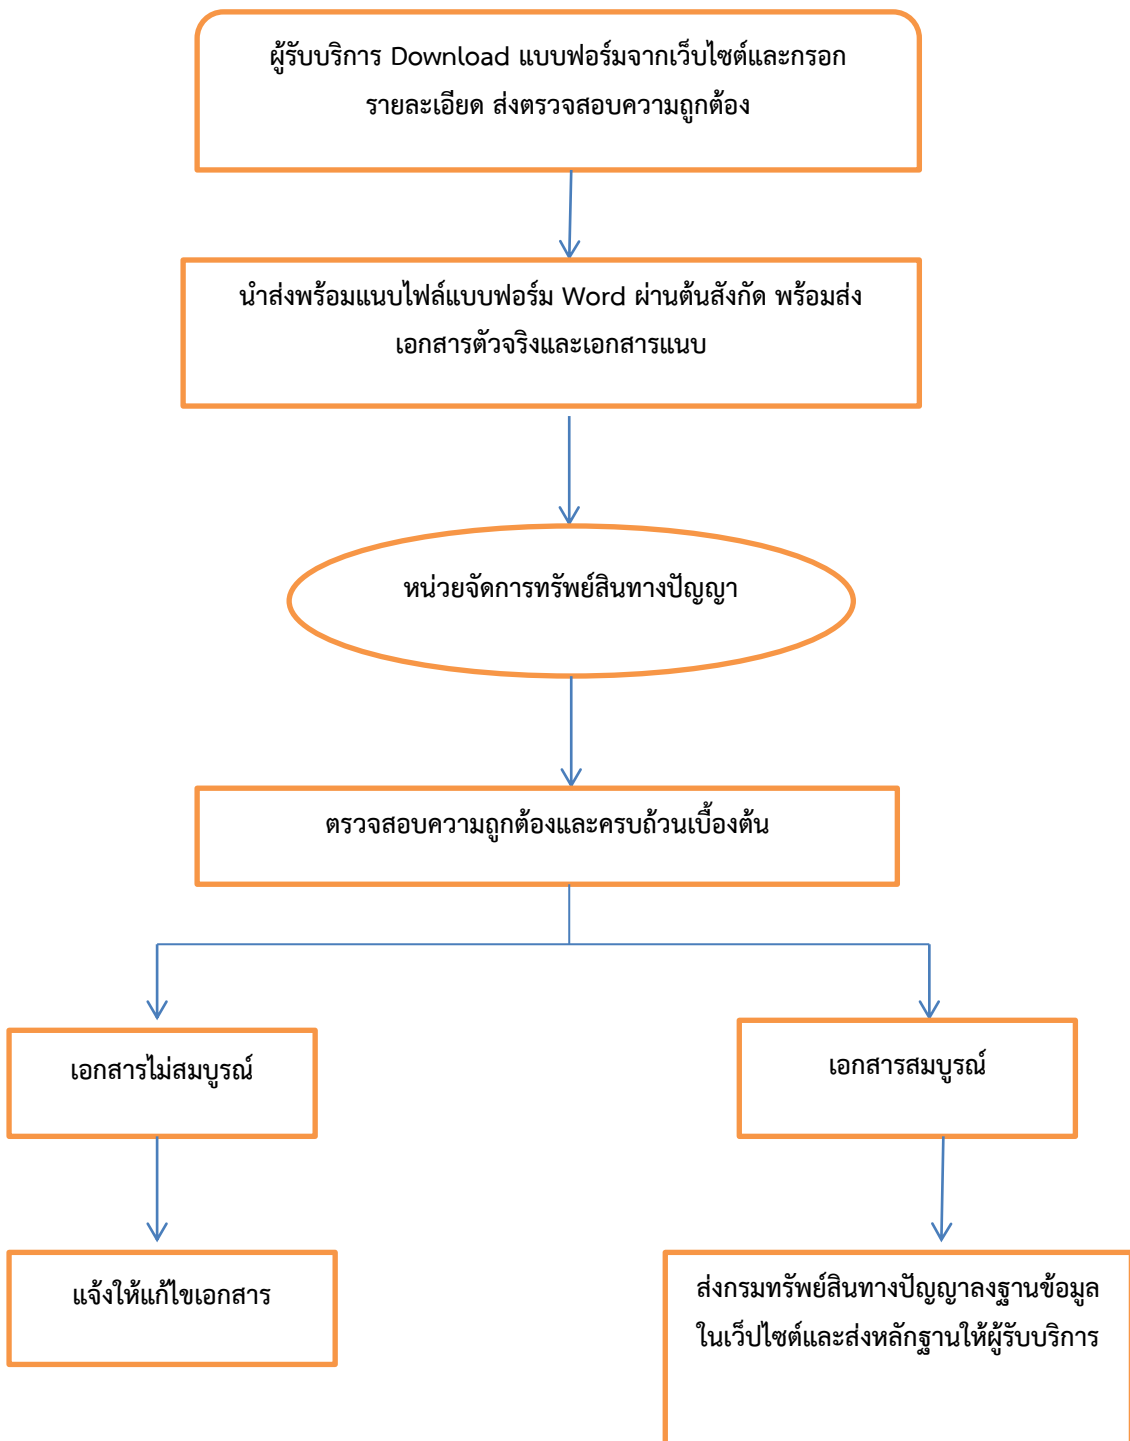 ผู้รับบริการ Download แบบฟอร์มจากเว็บไซต์และกรอก
รายละเอียด ส่งตรวจสอบความถูกต้อง
นำส่งพร้อมแนบไฟล์แบบฟอร์ม Word ผ่านต้นสังกัด พร้อมส่ง
เอกสารตัวจริงและเอกสารแนบ
หน่วยจัดการทรัพย์สินทางปัญญา
ตรวจสอบความถูกต้องและครบถ้วนเบื้องต้น
เอกสารไม่สมบูรณ์
เอกสารสมบูรณ์
แจ้งให้แก้ไขเอกสาร
ส่งกรมทรัพย์สินทางปัญญาลงฐานข้อมูล
ในเว็ปไซต์และส่งหลักฐานให้ผู้รับบริการ